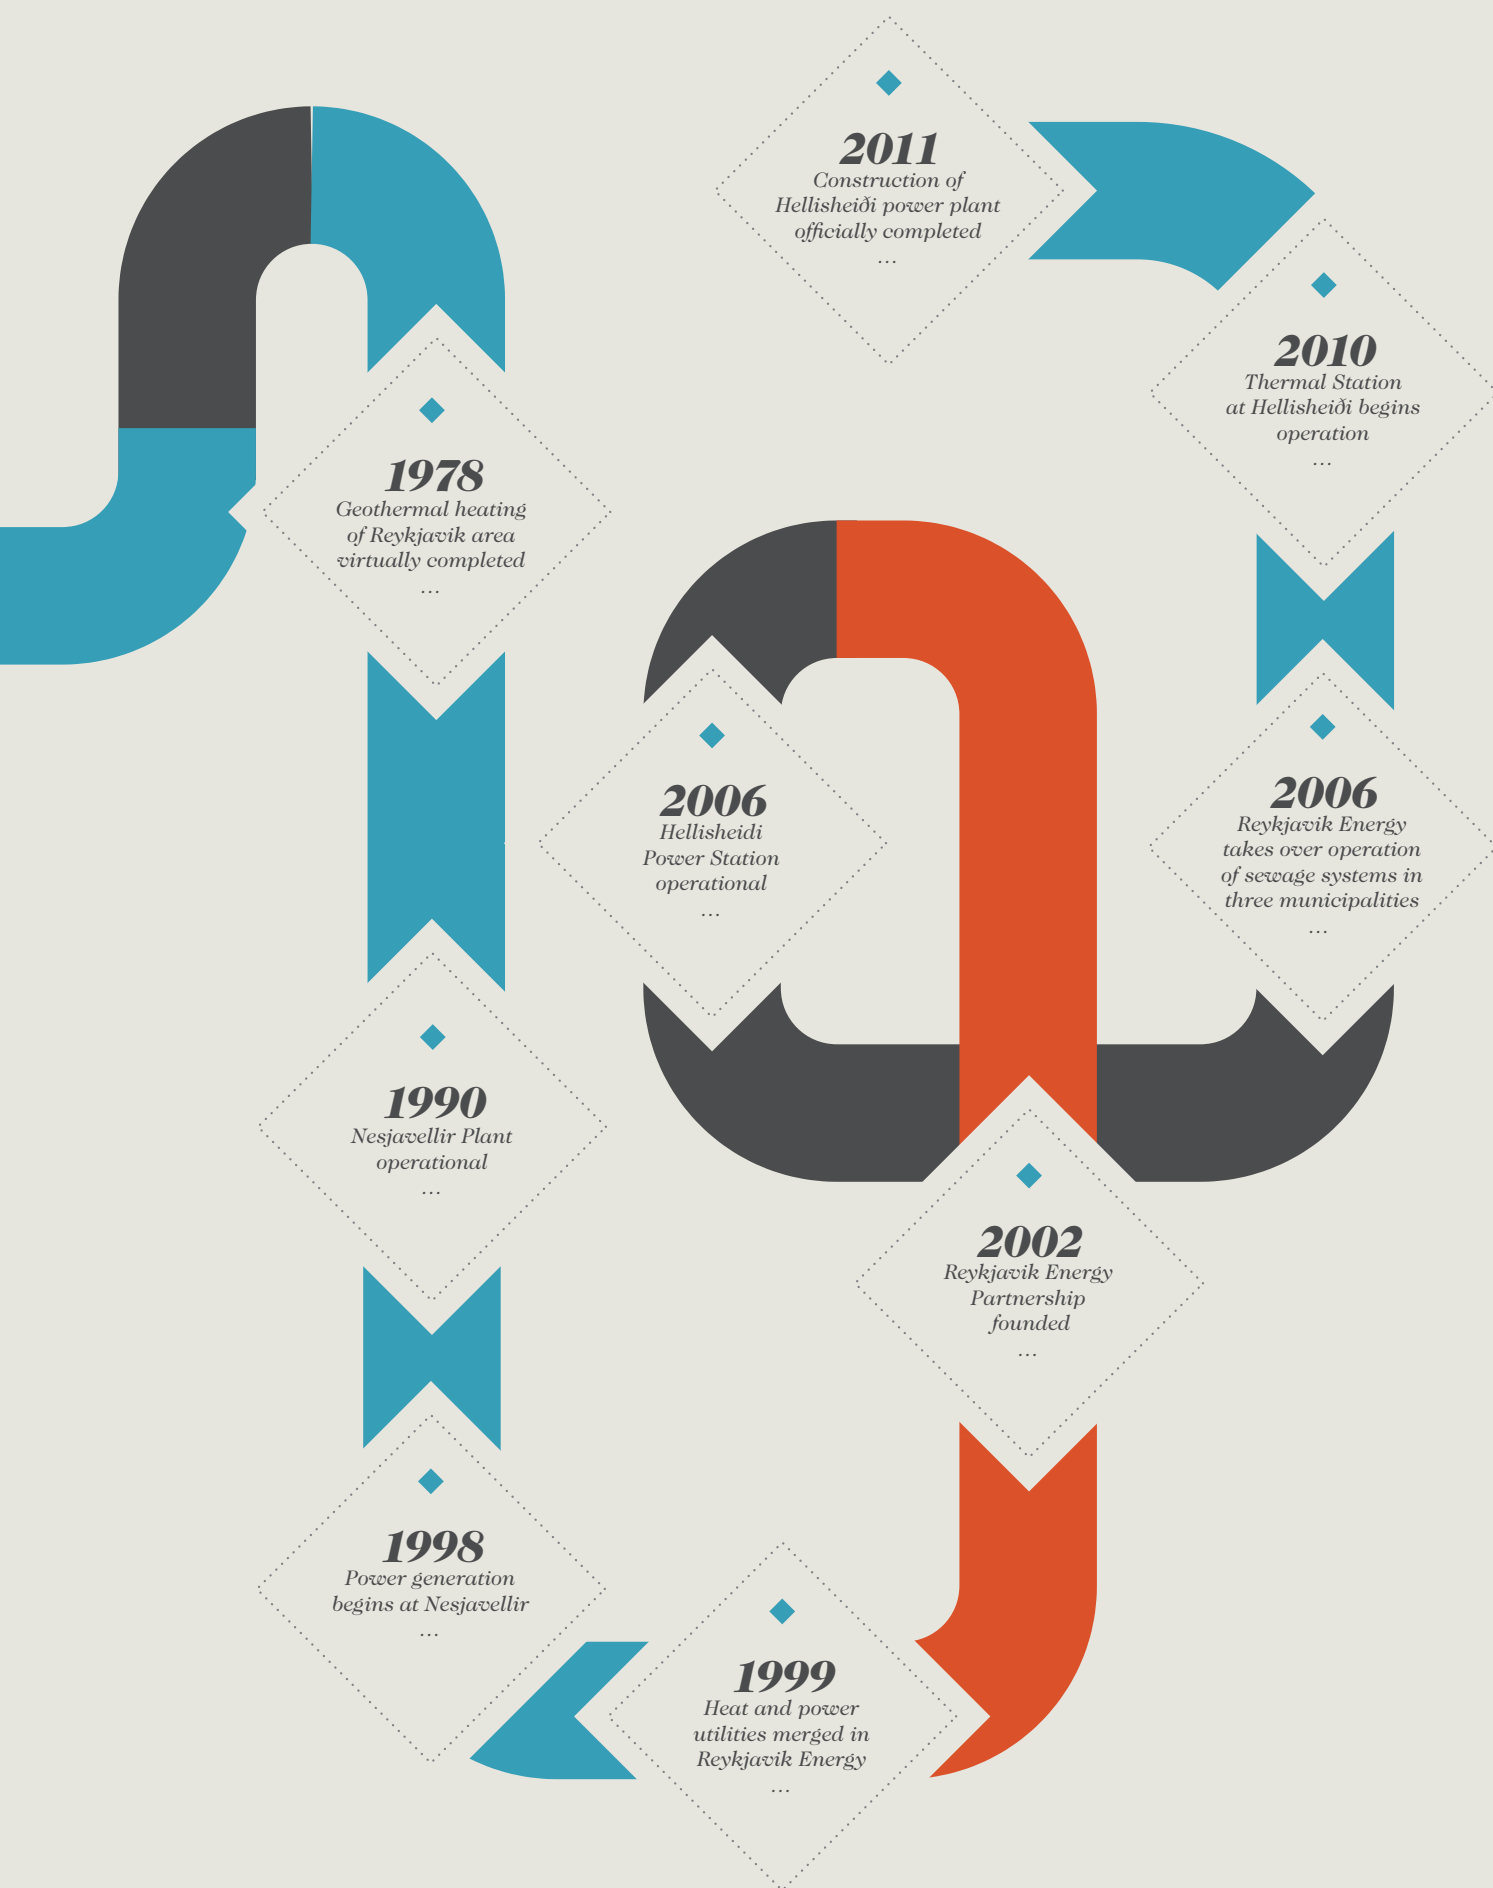 2011
Construction of
Hellisheiði power plant
officially completed
...
2010
Thermal Station
at Hellisheiði begins
operation
...
1978
Geothermal heating
of Reykjavik area
virtually completed
...
2006
Hellisheidi
Power Station
operational
...
2006
Reykjavik Energy
takes over operation
of sewage systems in
three municipalities
...
1990
Nesjavellir Plant
operational
...
2002
Reykjavik Energy
Partnership
founded
...
1998
Power generation
begins at Nesjavellir
...
1999
Heat and power
utilities merged in
Reykjavik Energy
...